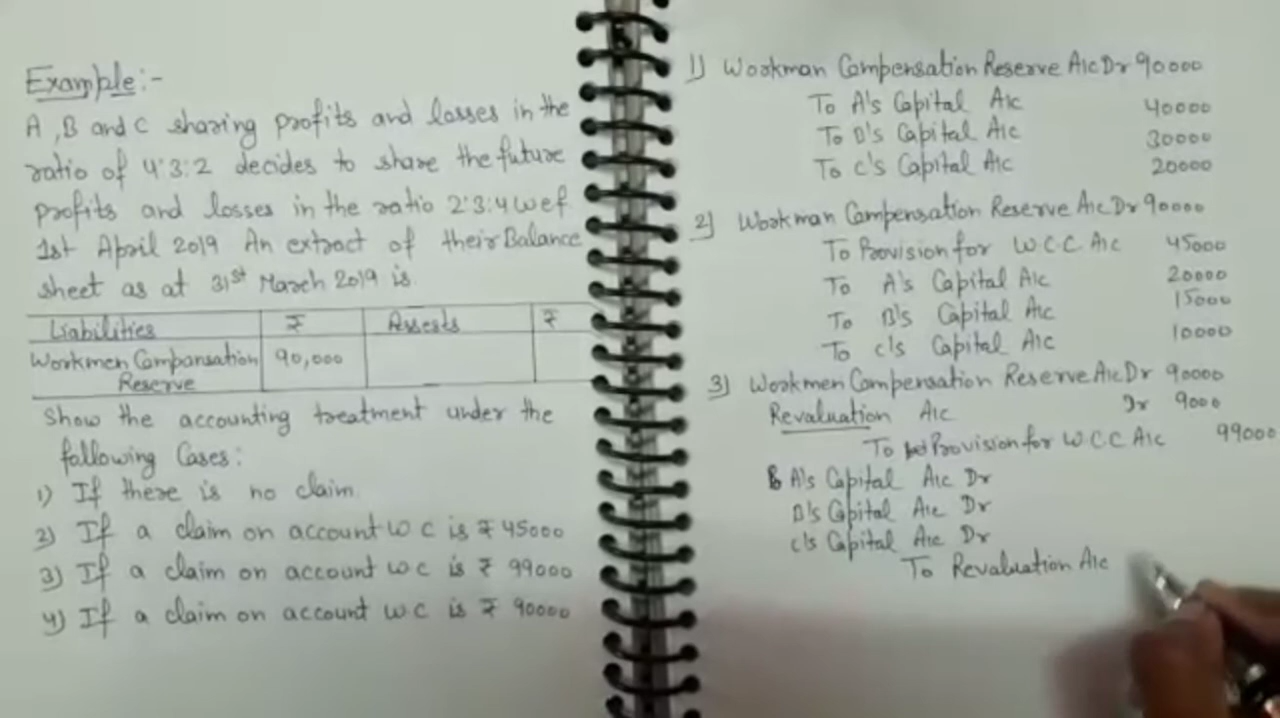 Example:-
A, B and C sharing profits and losses in the
ratio of 4:3:2 decides to share the future
profits and losses in the ratio 2:3:4 wef
1st April 2019 An extract of their Balance
sheet as at 31st March 2019 is
Liabilities ₹ Assests ₹
Workmen Compansation 90,000
Reserve
Show the accounting treatment under the
following Cases:
1) If there is no claim
2) If a claim on account w c is ₹ 45000
3) If a claim on account w c is ₹ 99000
4) If a claim on account w c is ₹ 90000
1) Workman Compensation Reserve A/c Dr 90000
To A's Capital A/c 40000
To B's Capital A/c 30000
To C's Capital A/c 20000
2) Workman Compensation Reserve A/c Dr 90000
To Provision for W.C.C A/c 45000
To A's Capital A/c 20000
To B's Capital A/c 15000
To C's Capital A/c 10000
3) Workmen Compensation Reserve A/c Dr 90000
Revaluation A/c Dr 9000
To Provision for W C C A/c 99000
A's Capital A/c Dr
B's Capital A/c Dr
C's Capital A/c Dr
To Revaluation A/c